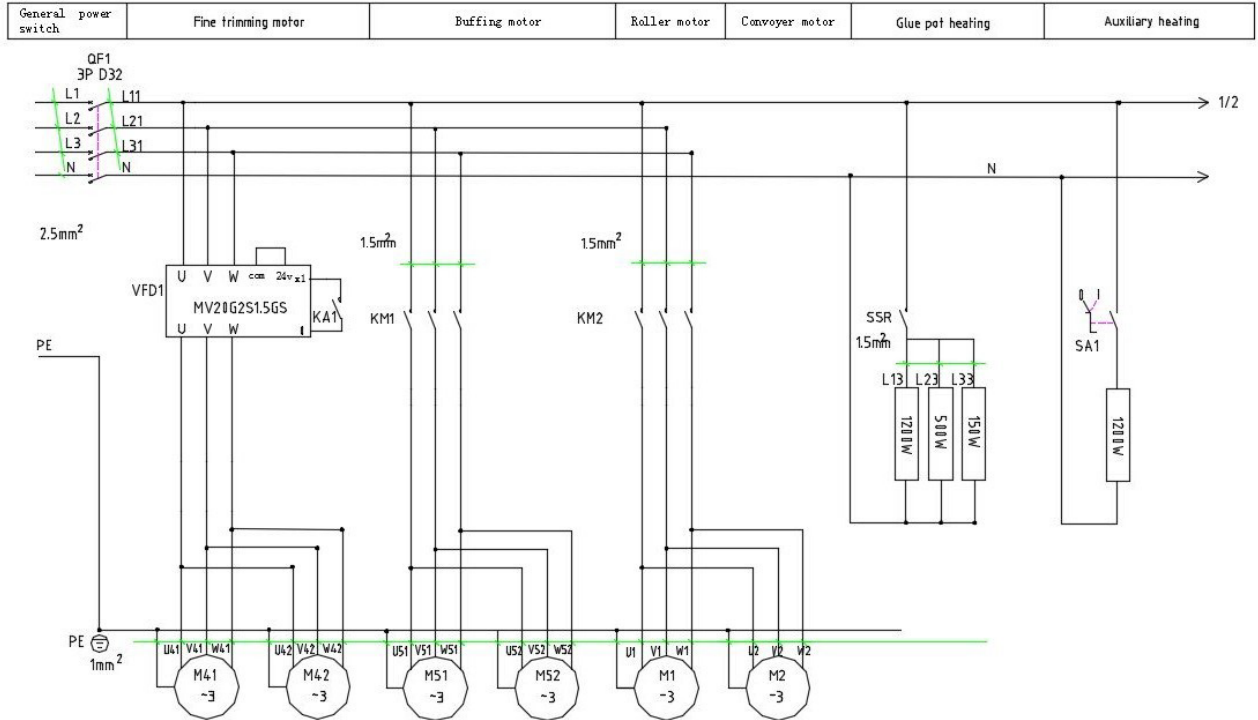 General power
switch
Fine trimming motor
Buffing motor
Roller motor
Convoyer motor
Glue pot heating
Auxiliary heating
QF1
3P D32
L1 L11
1/2
L2 L21
L3 L31
N N
N
2.5mm²
1.5mm²
1.5mm²
U V W com 24v x1
VFD1
MV20G2S1.5GS
KA1
U V W
KM1
KM2
SSR
1.5mm²
SA1
0 1
PE
L13 L23 L33
1200W
500W
150W
1200W
PE
1mm²
U41 V41 W41
U42 V42 W42
U51 V51 W51
U52 V52 W52
U1 V1 W1
L2 V2 W2
M41
~3
M42
~3
M51
~3
M52
~3
M1
~3
M2
~3